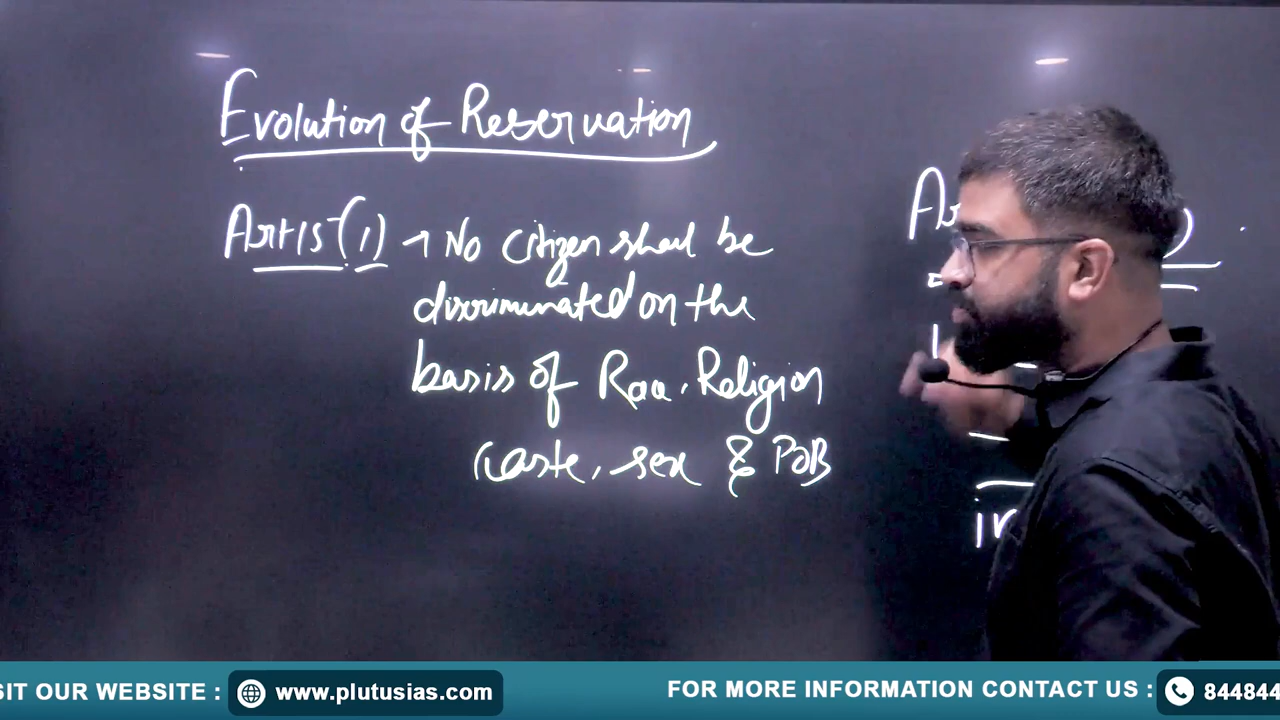 Evolution of Reservation
Art 15 (1) → No citizen shall be
discriminated on the
basis of Race, Religion
caste, sex & POB
SIT OUR WEBSITE :
www.plutusias.com
FOR MORE INFORMATION CONTACT US :
844844